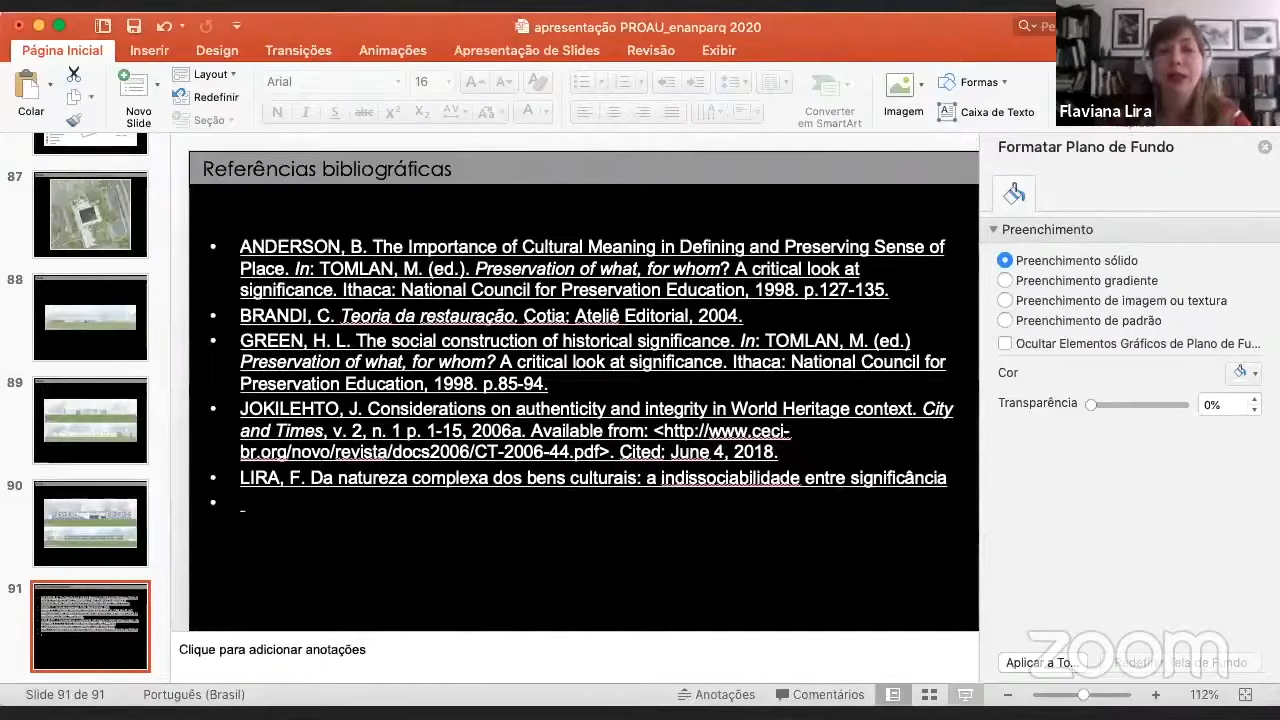 apresentação PROAU_enanparq 2020
Página Inicial Inserir Design Transições Animações Apresentação de Slides Revisão Exibir
Colar
Novo
Slide
Layout
Redefinir
Seção
Arial 16
N I S abc X² X₂ AV Aa A
Converter
em SmartArt
Imagem
Formas
Caixa de Texto
Flaviana Lira
87
88
89
90
91
Referências bibliográficas
• ANDERSON, B. The Importance of Cultural Meaning in Defining and Preserving Sense of
Place. In: TOMLAN, M. (ed.). Preservation of what, for whom? A critical look at
significance. Ithaca: National Council for Preservation Education, 1998. p.127-135.
• BRANDI, C. Teoria da restauração. Cotia: Ateliê Editorial, 2004.
• GREEN, H. L. The social construction of historical significance. In: TOMLAN, M. (ed.)
Preservation of what, for whom? A critical look at significance. Ithaca: National Council for
Preservation Education, 1998. p.85-94.
• JOKILEHTO, J. Considerations on authenticity and integrity in World Heritage context. City
and Times, v. 2, n. 1 p. 1-15, 2006a. Available from: <http://www.ceci-
br.org/novo/revista/docs2006/CT-2006-44.pdf>. Cited: June 4, 2018.
• LIRA, F. Da natureza complexa dos bens culturais: a indissociabilidade entre significância
•
Clique para adicionar anotações
Formatar Plano de Fundo
Preenchimento
Preenchimento sólido
Preenchimento gradiente
Preenchimento de imagem ou textura
Preenchimento de padrão
Ocultar Elementos Gráficos de Plano de Fu...
Cor
Transparência 0%
Aplicar a To... Redefinir Tela de Fundo
zoom
Slide 91 de 91 Português (Brasil) Anotações Comentários 112%